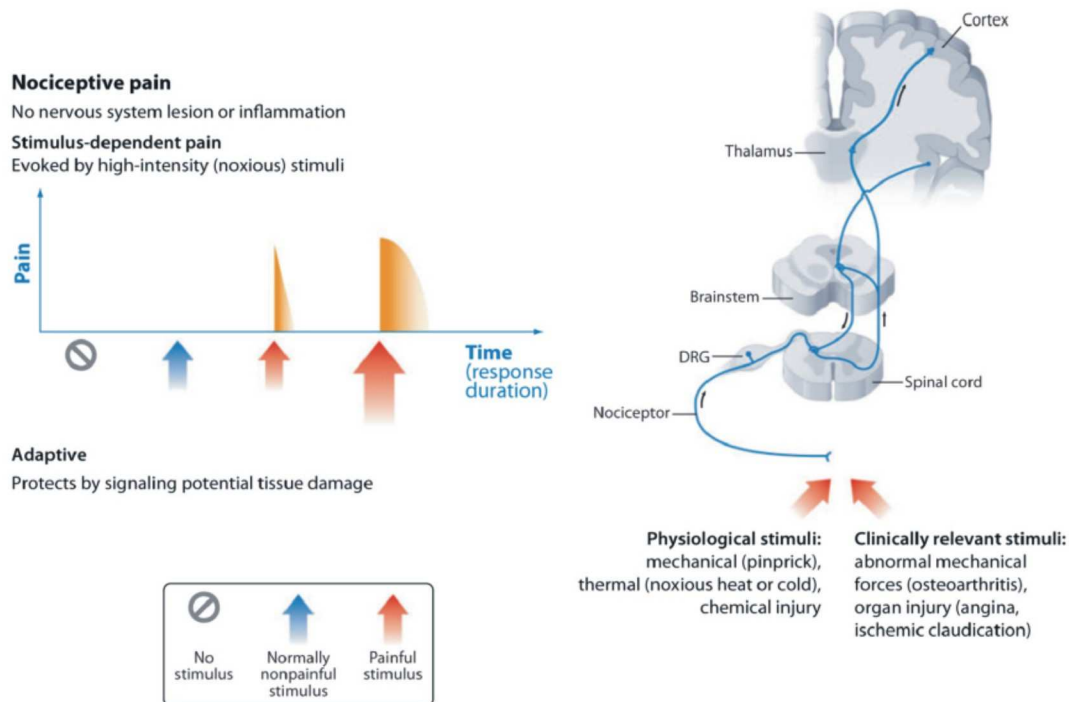 Nociceptive pain
No nervous system lesion or inflammation
Stimulus-dependent pain
Evoked by high-intensity (noxious) stimuli
Pain
Time
(response
duration)
Adaptive
Protects by signaling potential tissue damage
No
stimulus
Normally
nonpainful
stimulus
Painful
stimulus
Cortex
Thalamus
Brainstem
DRG
Spinal cord
Nociceptor
Physiological stimuli:
mechanical (pinprick),
thermal (noxious heat or cold),
chemical injury
Clinically relevant stimuli:
abnormal mechanical
forces (osteoarthritis),
organ injury (angina,
ischemic claudication)